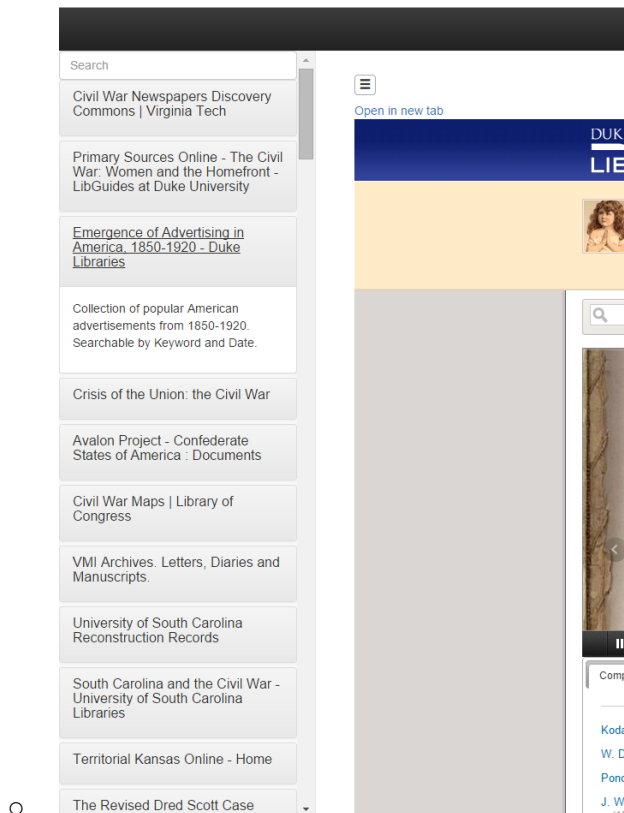 Search
Civil War Newspapers Discovery
Commons | Virginia Tech
Primary Sources Online - The Civil
War: Women and the Homefront -
LibGuides at Duke University
Emergence of Advertising in
America, 1850-1920 - Duke
Libraries
Collection of popular American
advertisements from 1850-1920.
Searchable by Keyword and Date.
Crisis of the Union: the Civil War
Avalon Project - Confederate
States of America : Documents
Civil War Maps | Library of
Congress
VMI Archives. Letters, Diaries and
Manuscripts.
University of South Carolina
Reconstruction Records
South Carolina and the Civil War -
University of South Carolina
Libraries
Territorial Kansas Online - Home
The Revised Dred Scott Case
Open in new tab
DUK
LIB
Comp
Koda
W. D
Pond
J. W